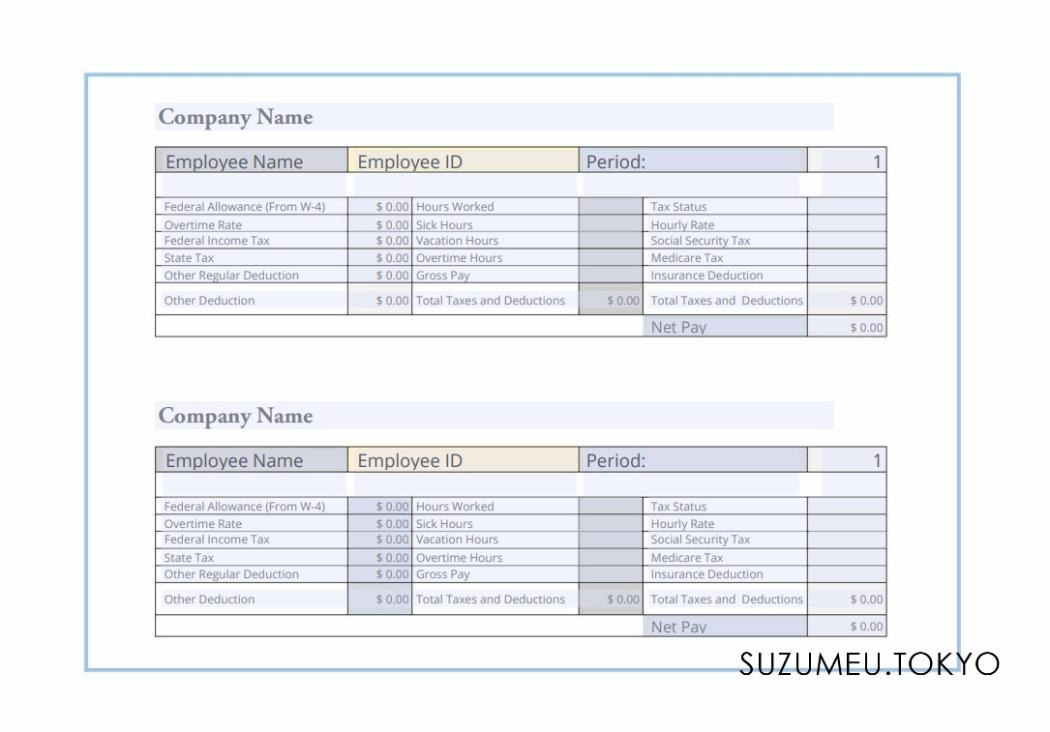 Company Name
Employee Name Employee ID Period: 1
Federal Allowance (From W-4) $ 0.00 Hours Worked Tax Status
Overtime Rate $ 0.00 Sick Hours Hourly Rate
Federal Income Tax $ 0.00 Vacation Hours Social Security Tax
State Tax $ 0.00 Overtime Hours Medicare Tax
Other Regular Deduction $ 0.00 Gross Pay Insurance Deduction
Other Deduction $ 0.00 Total Taxes and Deductions $ 0.00 Total Taxes and Deductions $ 0.00
Net Pay $ 0.00
Company Name
Employee Name Employee ID Period: 1
Federal Allowance (From W-4) $ 0.00 Hours Worked Tax Status
Overtime Rate $ 0.00 Sick Hours Hourly Rate
Federal Income Tax $ 0.00 Vacation Hours Social Security Tax
State Tax $ 0.00 Overtime Hours Medicare Tax
Other Regular Deduction $ 0.00 Gross Pay Insurance Deduction
Other Deduction $ 0.00 Total Taxes and Deductions $ 0.00 Total Taxes and Deductions $ 0.00
Net Pay $ 0.00
SUZUMEU.TOKYO